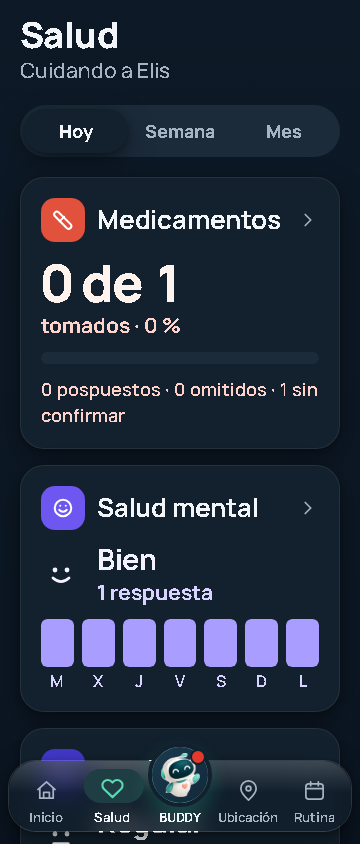 Salud
Cuidando a Elis
Hoy
Semana
Mes
Medicamentos
0 de 1
tomados · 0 %
0 pospuestos · 0 omitidos · 1 sin
confirmar
Salud mental
Bien
1 respuesta
M X J V S D L
Regular
Inicio
Salud
BUDDY
Ubicación
Rutina